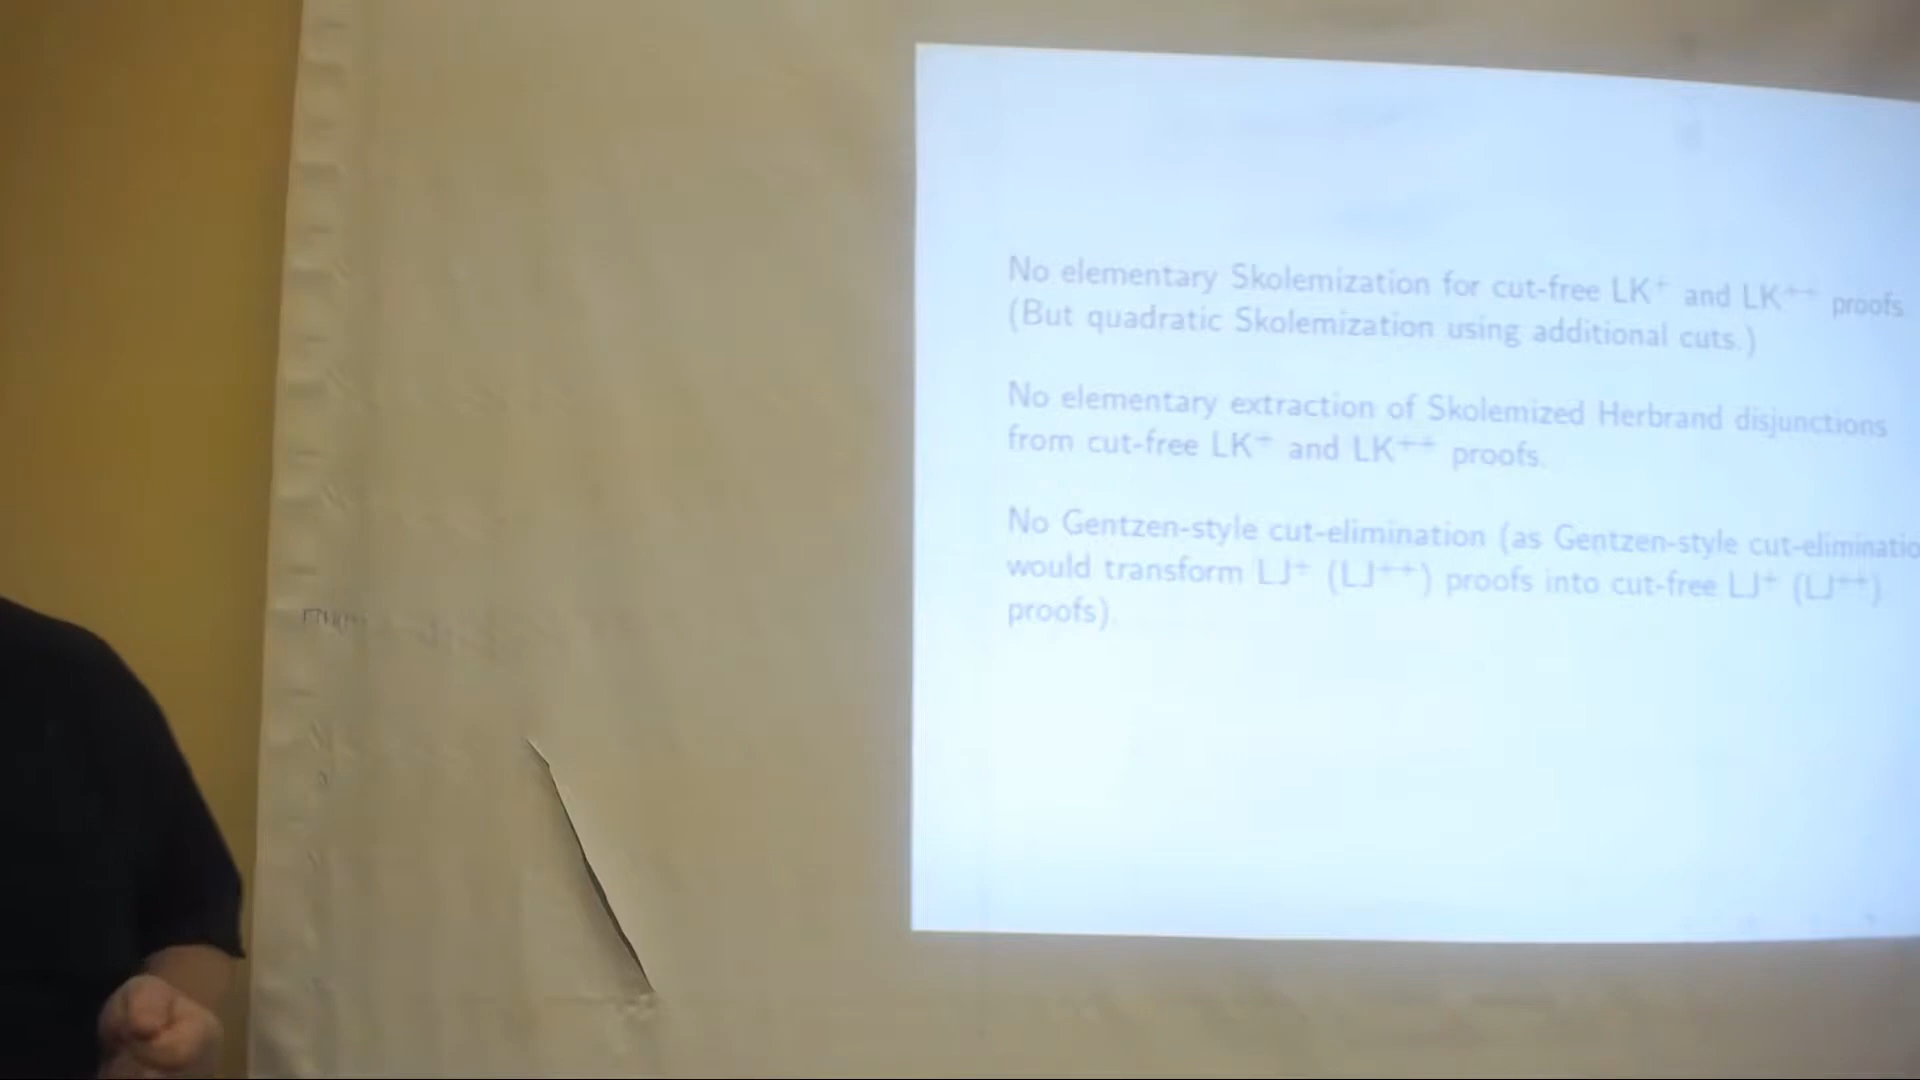 No elementary Skolemization for cut-free LK⁺ and LK⁺⁺ proofs
(But quadratic Skolemization using additional cuts.)
No elementary extraction of Skolemized Herbrand disjunctions
from cut-free LK⁺ and LK⁺⁺ proofs.
No Gentzen-style cut-elimination (as Gentzen-style cut-eliminatio
would transform LJ⁺ (LJ⁺⁺) proofs into cut-free LJ⁺ (LJ⁺⁺)
proofs).